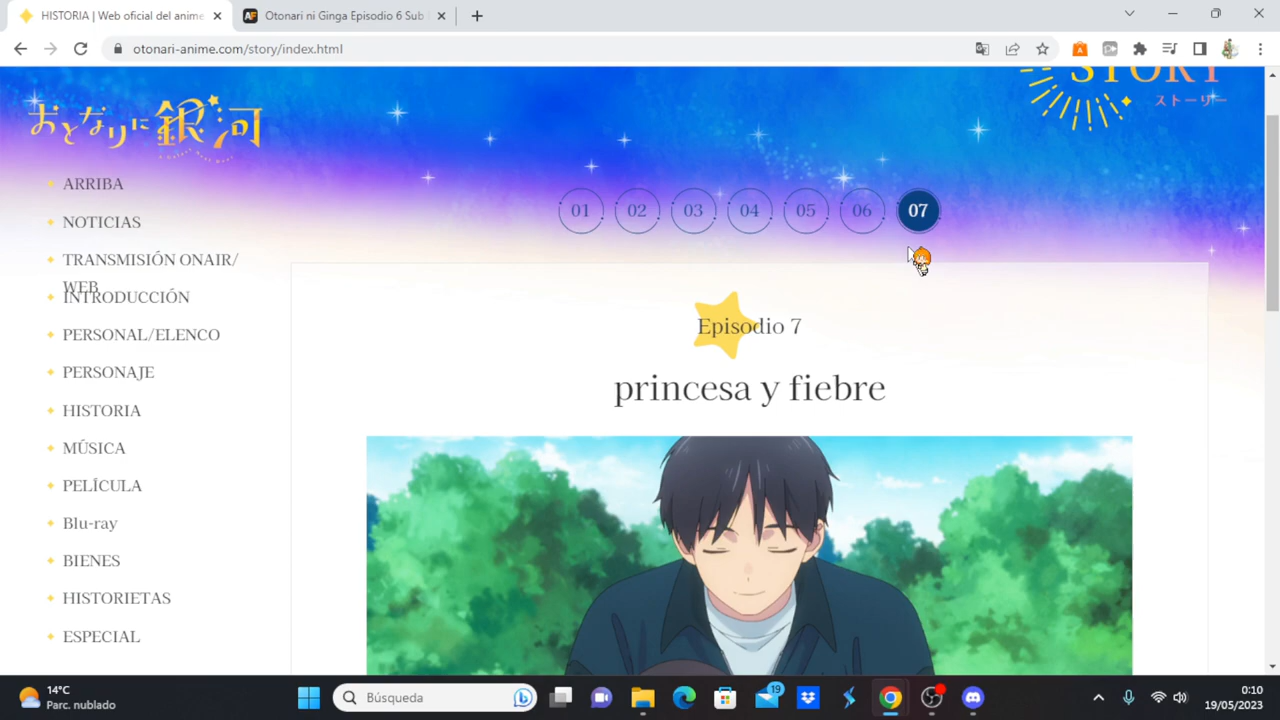 HISTORIA | Web oficial del anime
Otonari ni Ginga Episodio 6 Sub
otonari-anime.com/story/index.html
STORY
ストーリー
おとなりに銀河
ARRIBA
NOTICIAS
TRANSMISIÓN ONAIR/
WEB
INTRODUCCIÓN
PERSONAL/ELENCO
PERSONAJE
HISTORIA
MÚSICA
PELÍCULA
Blu-ray
BIENES
HISTORIETAS
ESPECIAL
01 02 03 04 05 06 07
Episodio 7
princesa y fiebre
14°C
Parc. nublado
Búsqueda
19
0:10
19/05/2023